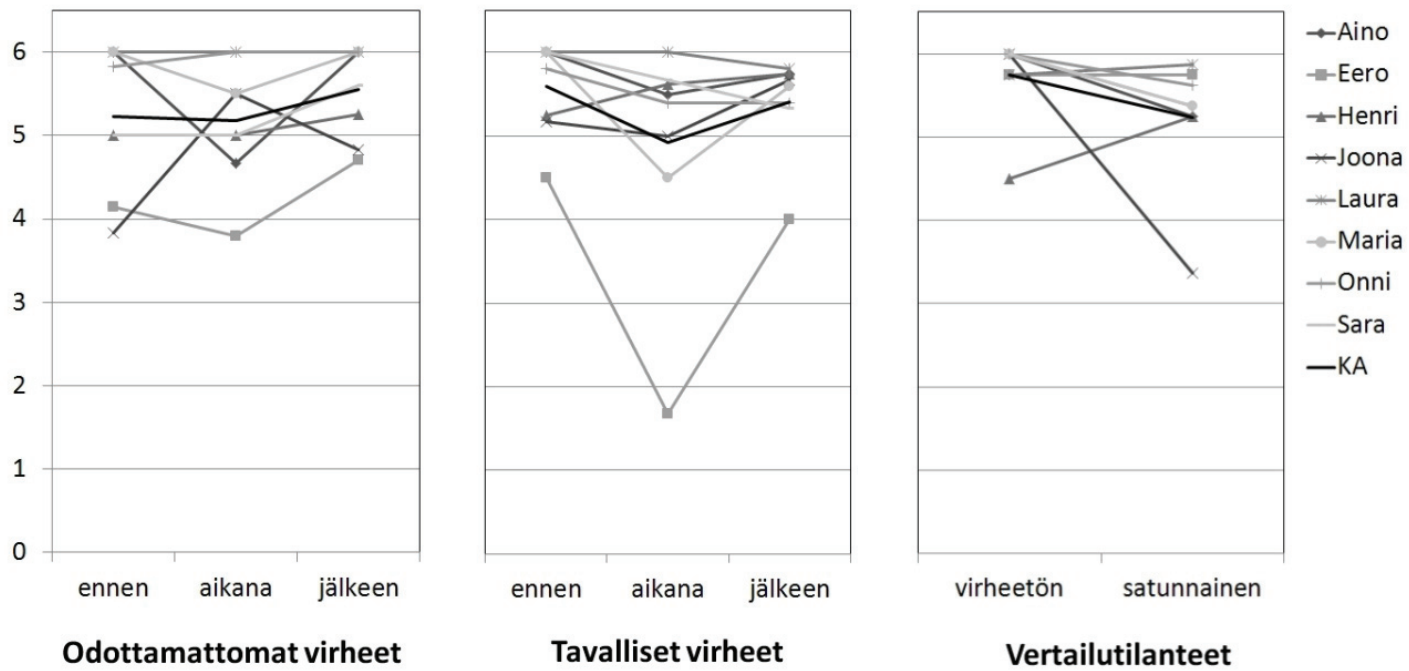 6
5
4
3
2
1
0
ennen aikana jälkeen
Odottamattomat virheet
ennen aikana jälkeen
Tavalliset virheet
virheetön satunnainen
Vertailutilanteet
Aino
Eero
Henri
Joona
Laura
Maria
Onni
Sara
KA